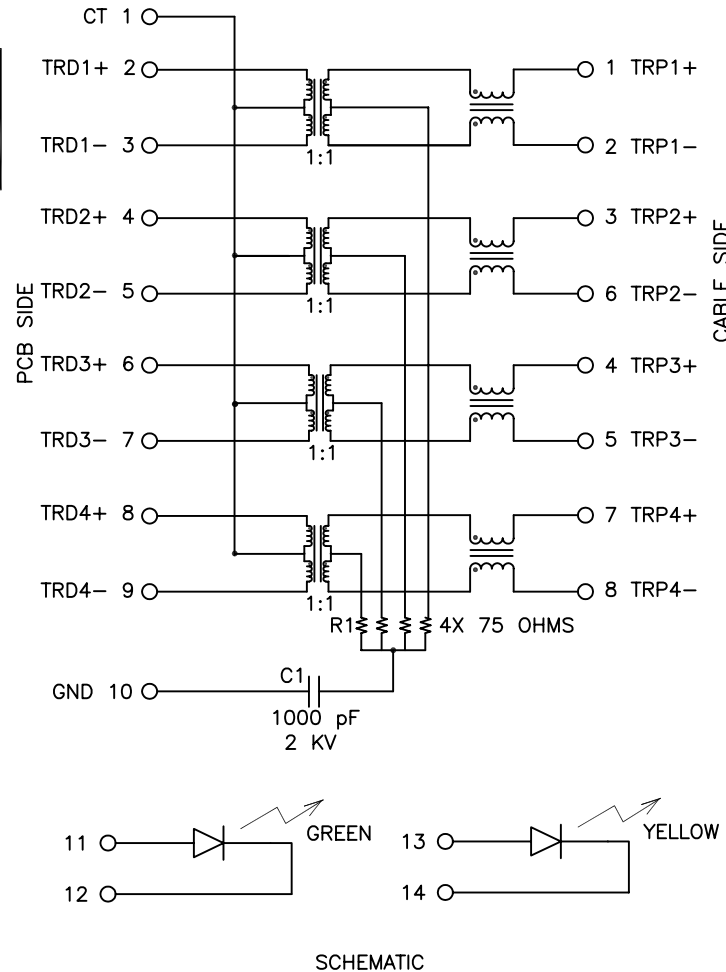 CT 1
TRD1+ 2
1 TRP1+
TRD1- 3
2 TRP1-
1:1
TRD2+ 4
3 TRP2+
TRD2- 5
6 TRP2-
1:1
PCB SIDE
CABLE SIDE
TRD3+ 6
4 TRP3+
TRD3- 7
5 TRP3-
1:1
TRD4+ 8
7 TRP4+
TRD4- 9
8 TRP4-
1:1
R1
4X 75 OHMS
GND 10
C1
1000 pF
2 KV
11
GREEN
12
13
YELLOW
14
SCHEMATIC